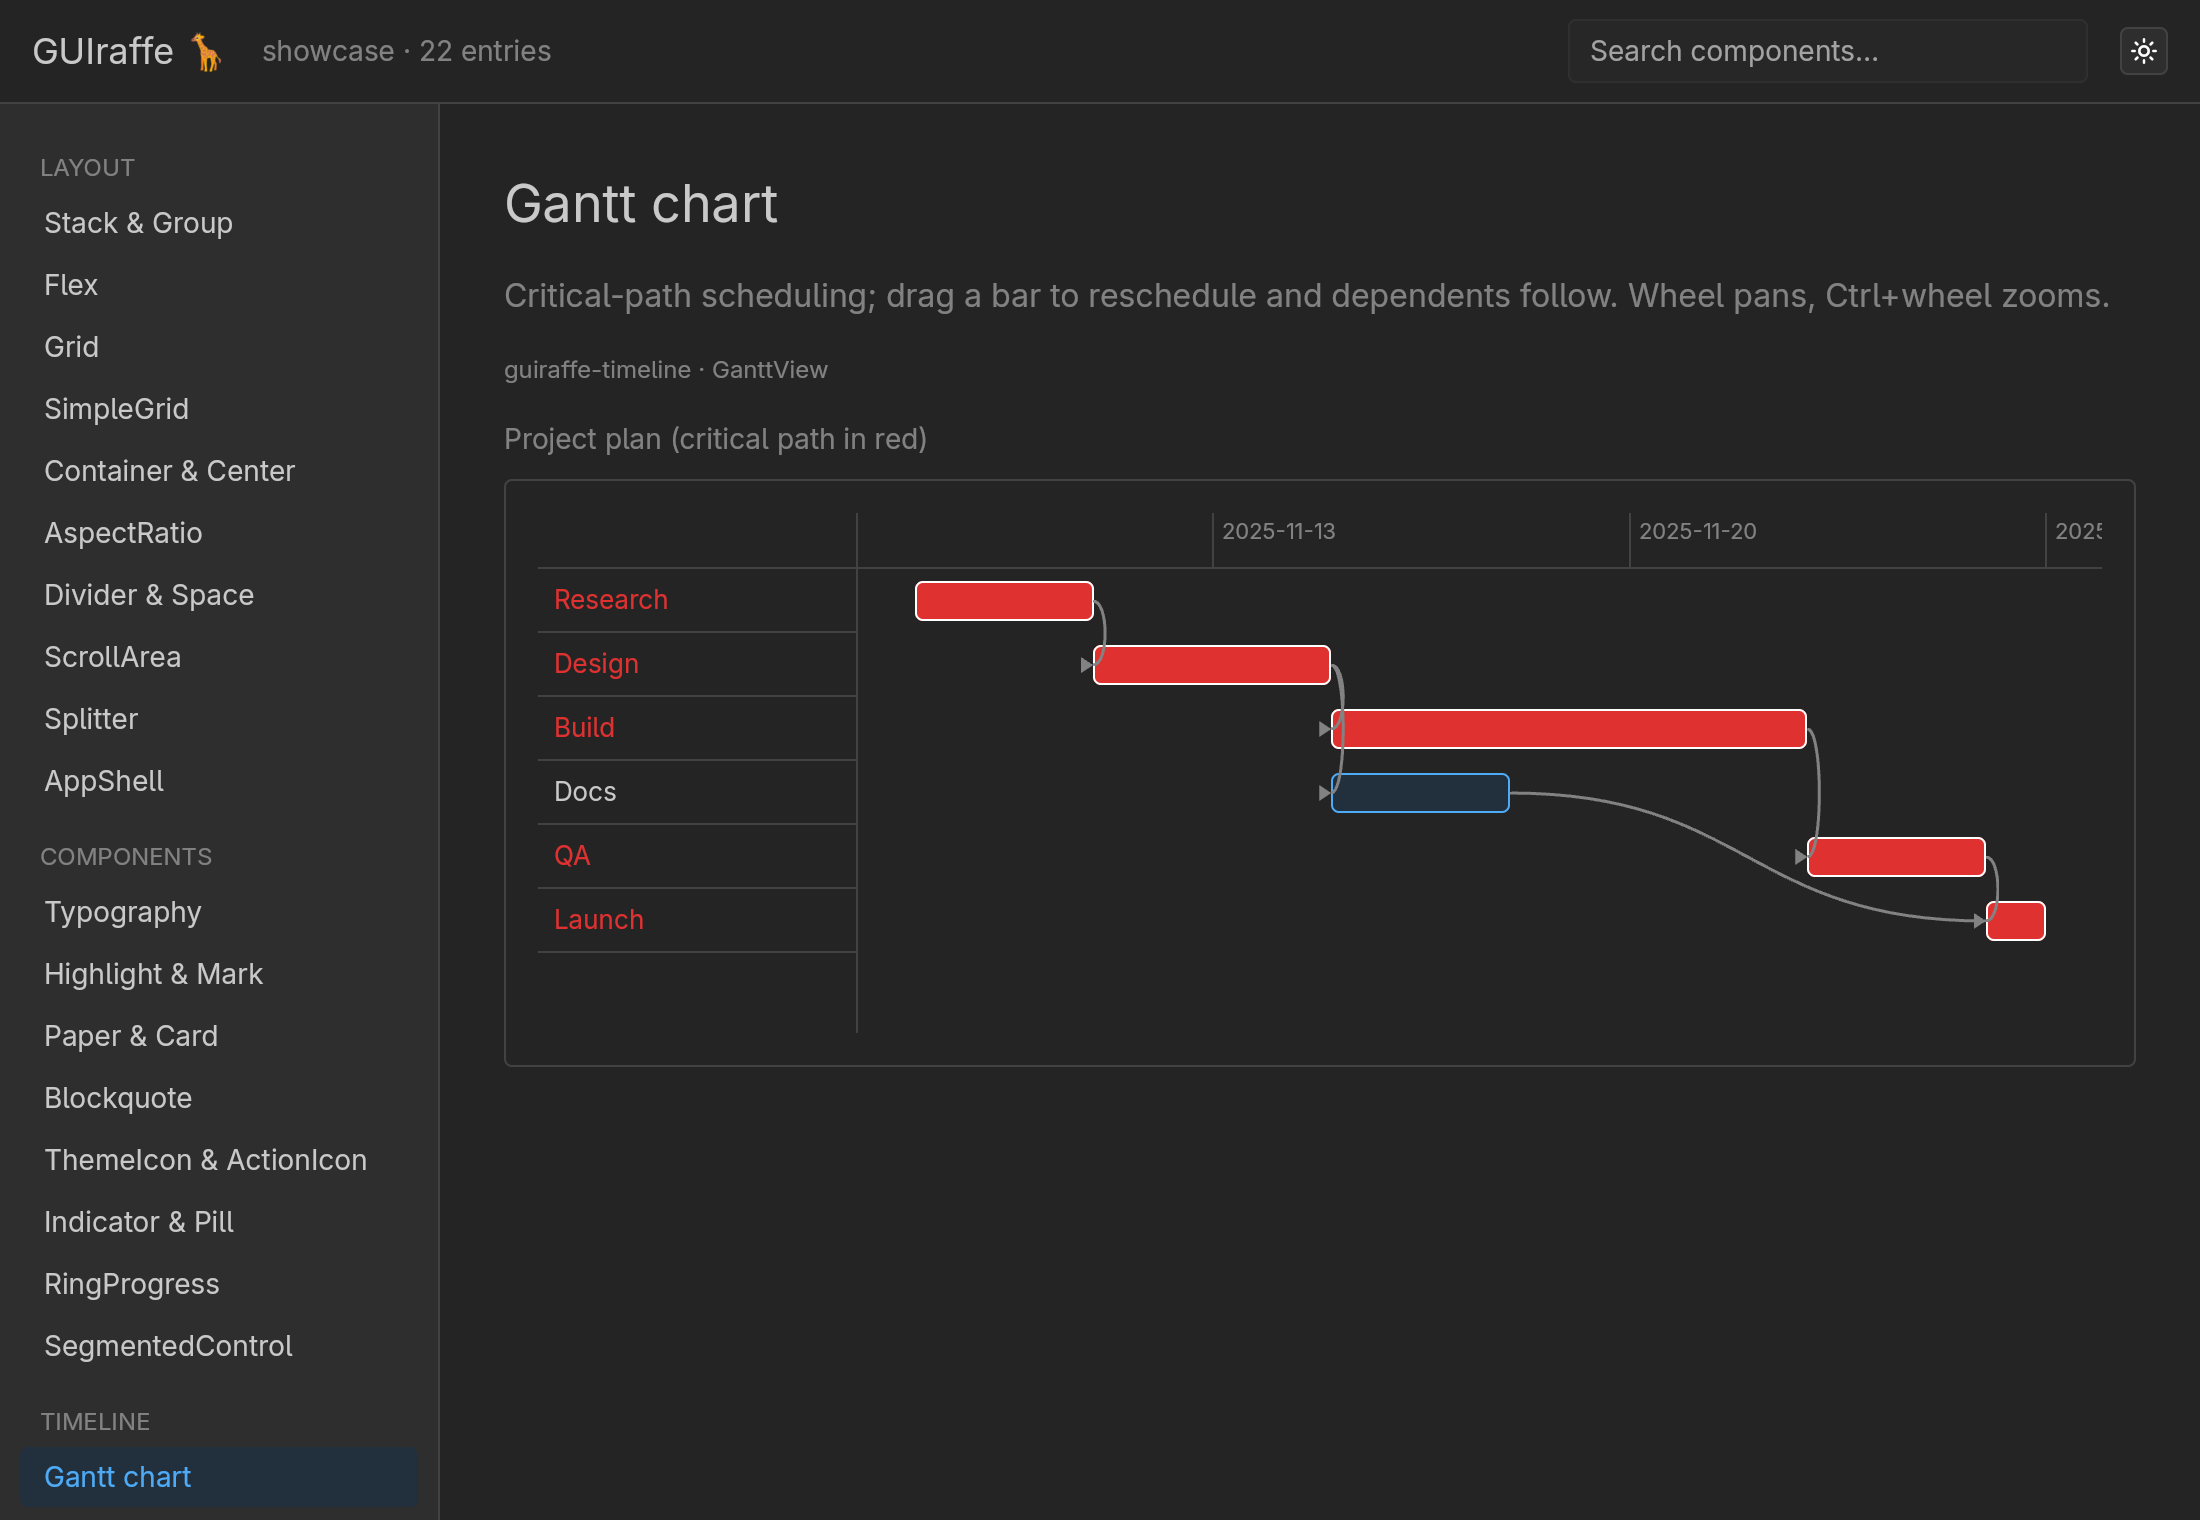 GUIraffe 🦒 showcase · 22 entries Search components...
LAYOUT
Stack & Group
Flex
Grid
SimpleGrid
Container & Center
AspectRatio
Divider & Space
ScrollArea
Splitter
AppShell
COMPONENTS
Typography
Highlight & Mark
Paper & Card
Blockquote
ThemeIcon & ActionIcon
Indicator & Pill
RingProgress
SegmentedControl
TIMELINE
Gantt chart
Gantt chart
Critical-path scheduling; drag a bar to reschedule and dependents follow. Wheel pans, Ctrl+wheel zooms.
guiraffe-timeline · GanttView
Project plan (critical path in red)
2025-11-13 2025-11-20
Research
Design
Build
Docs
QA
Launch